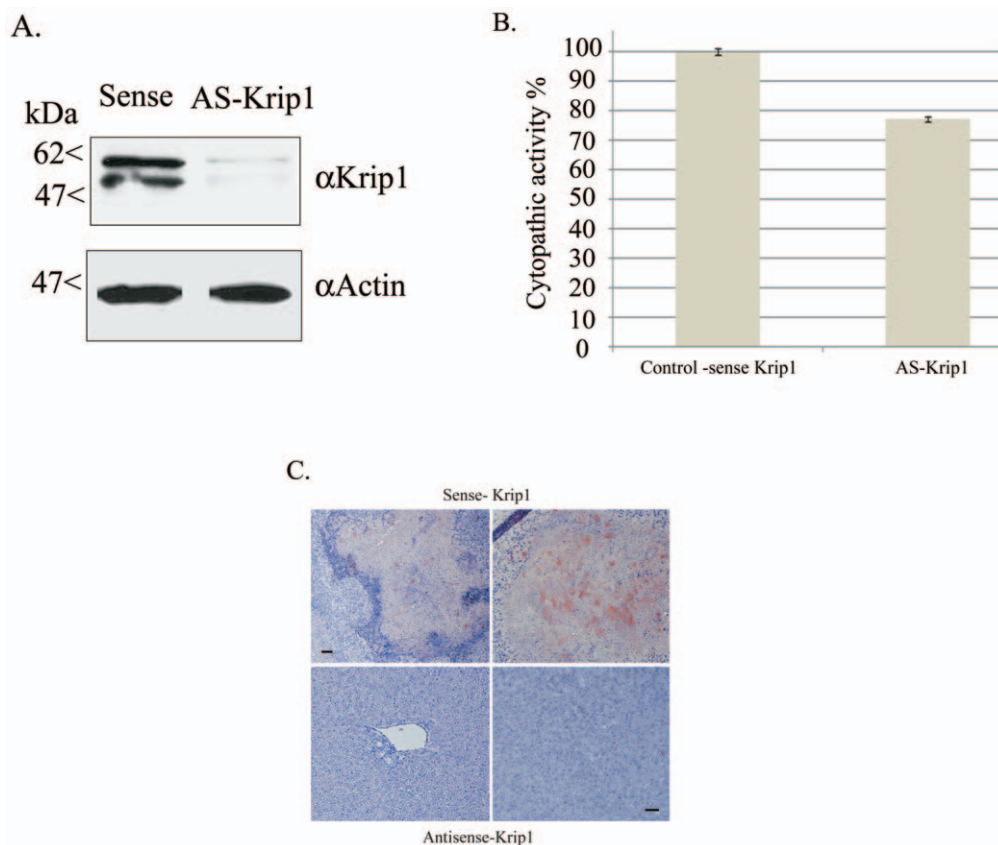 A.
Sense AS-Krip1
kDa
62<
47<
αKrip1
47<
αActin
B.
Cytopathic activity %
100
90
80
70
60
50
40
30
20
10
0
Control -sense Krip1
AS-Krip1
C.
Sense- Krip1
Antisense-Krip1